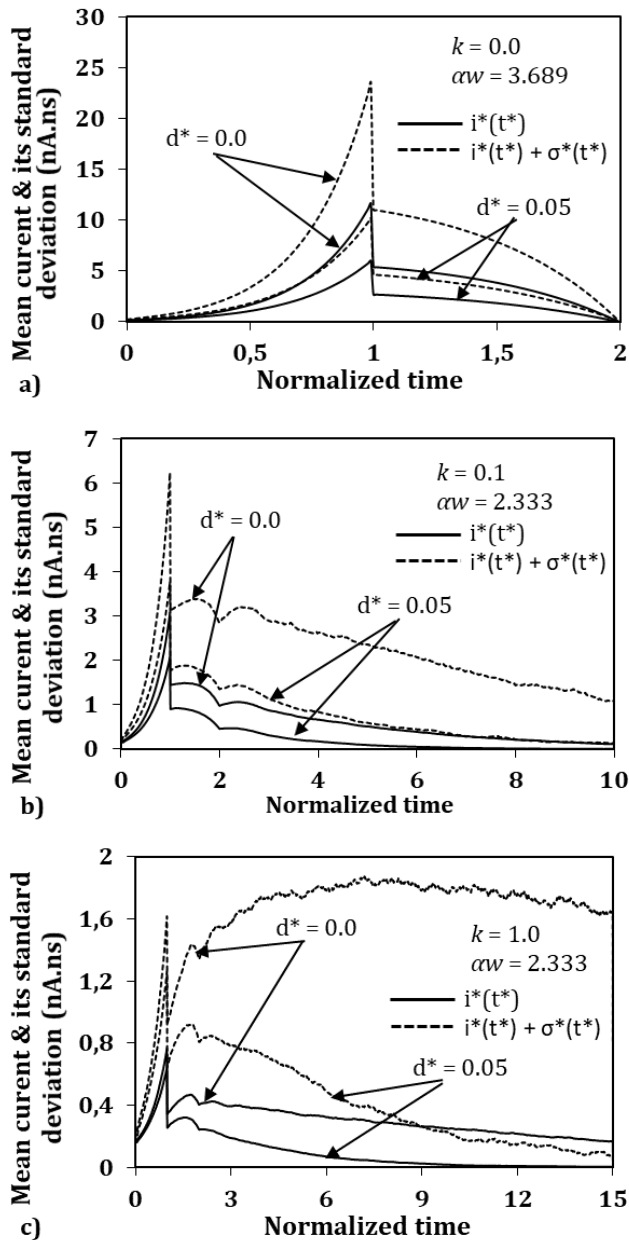 Mean curent & its standard
deviation (nA.ns)
30
25
20
15
10
5
0
k = 0.0
αw = 3.689
i*(t*)
i*(t*) + σ*(t*)
d* = 0.0
d* = 0.05
0
0,5
1
1,5
2
Normalized time
a)
Mean curent & its standard
deviation (nA.ns)
7
6
5
4
3
2
1
0
k = 0.1
αw = 2.333
i*(t*)
i*(t*) + σ*(t*)
d* = 0.0
d* = 0.05
0
2
4
6
8
10
Normalized time
b)
Mean curent & its standard
deviation (nA.ns)
2
1,6
1,2
0,8
0,4
0
k = 1.0
αw = 2.333
i*(t*)
i*(t*) + σ*(t*)
d* = 0.0
d* = 0.05
0
3
6
9
12
15
Normalized time
c)